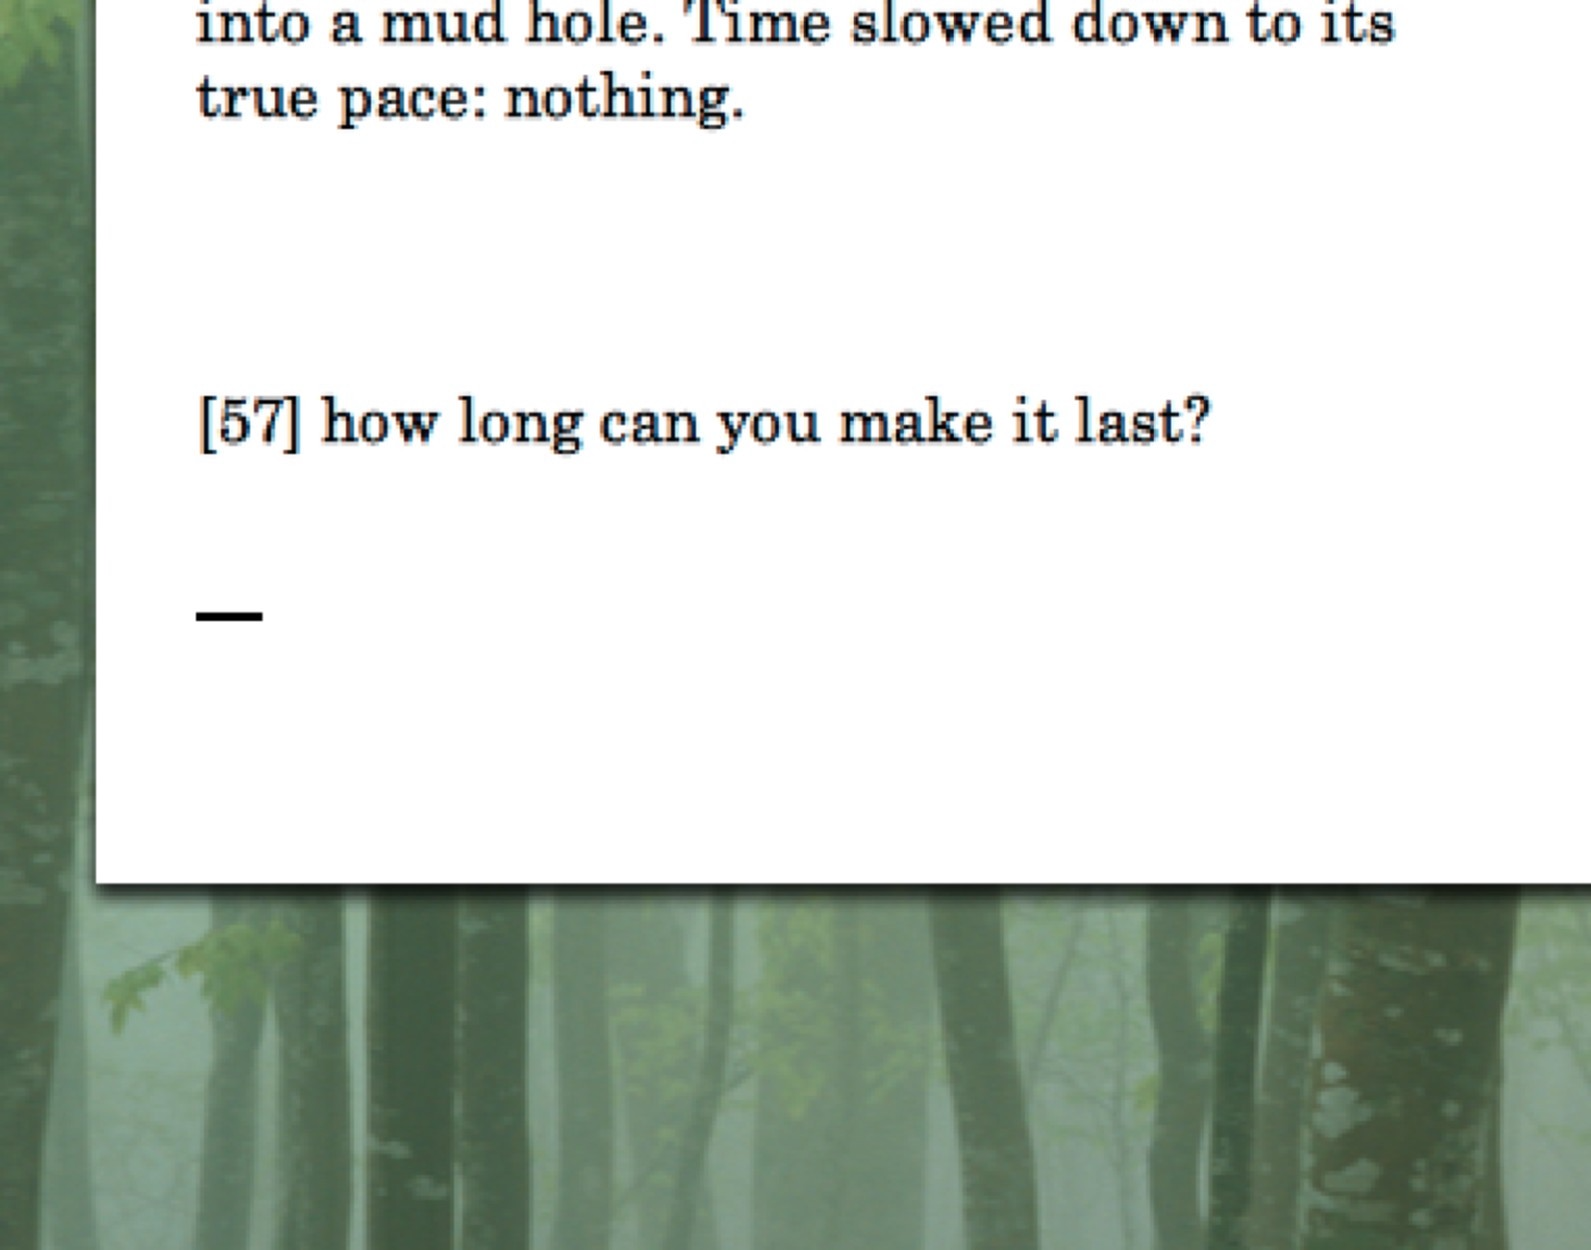 into a mud hole. Time slowed down to its
true pace: nothing.
[57] how long can you make it last?